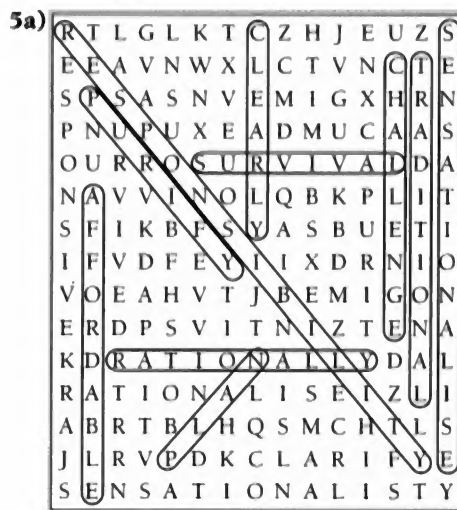 5a)
R T L G L K T C Z H J E U Z S
E E A V N W X L C T V N C T E
S P S A S N V E M I G X H R N
P N U P U X E A D M U C A A S
O U R R O S U R V I V A L D A
N A V V I N O L Q B K P L I T
S F I K B F S Y A S B U E T I
I F V D F E Y I I X D R N I O
V O E A H V T J B E M I G O N
E R D P S V I T N I Z T E N A
K D R A T I O N A L L Y D A L
R A T I O N A L I S E I Z L I
A B R T B L H Q S M C H T L S
J L R V P D K C L A R I F Y E
S E N S A T I O N A L I S T Y